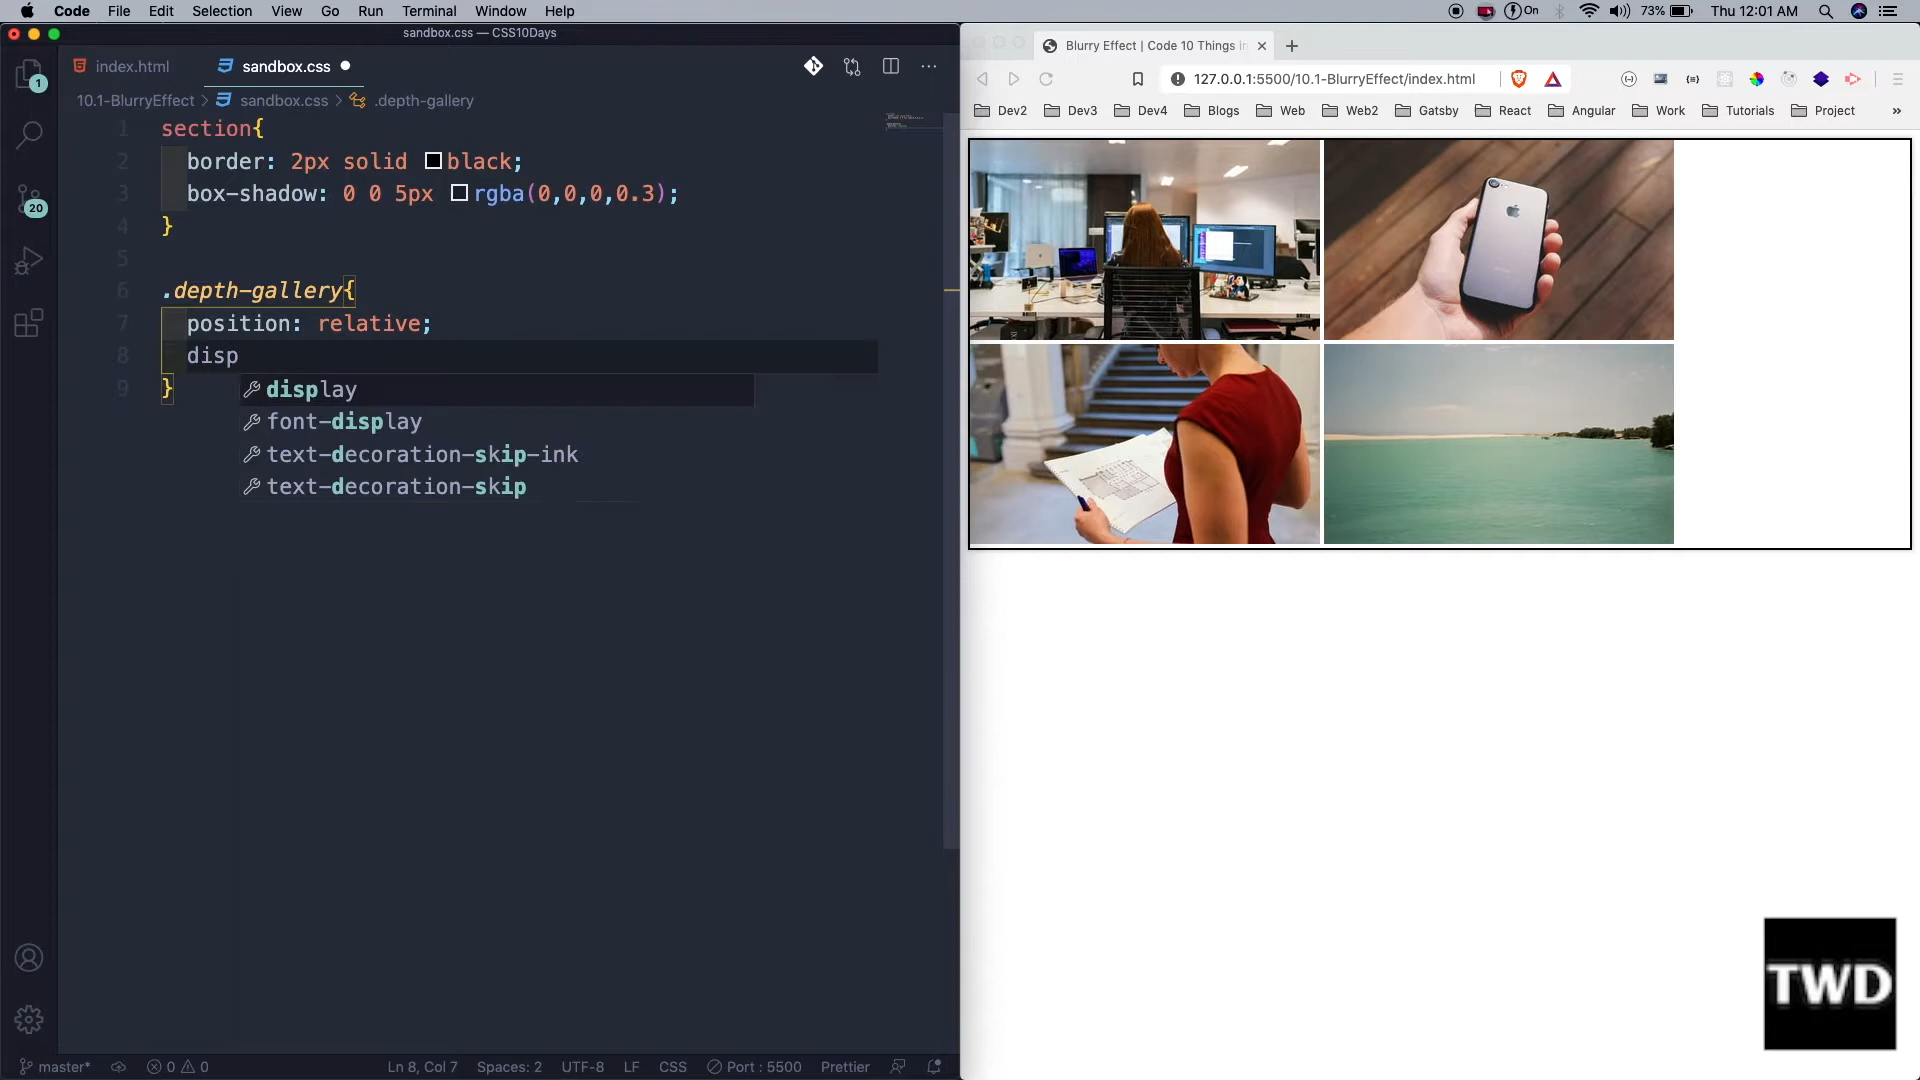 Code File Edit Selection View Go Run Terminal Window Help
On 73% Thu 12:01 AM
sandbox.css — CSS10Days
index.html sandbox.css
10.1-BlurryEffect > sandbox.css > .depth-gallery
1 section{
2 border: 2px solid black;
3 box-shadow: 0 0 5px rgba(0,0,0,0.3);
4 }
5
6 .depth-gallery{
7 position: relative;
8 disp
9 }
display
font-display
text-decoration-skip-ink
text-decoration-skip
1
20
master* 0 0 Ln 8, Col 7 Spaces: 2 UTF-8 LF CSS Port : 5500 Prettier
Blurry Effect | Code 10 Things in
127.0.0.1:5500/10.1-BlurryEffect/index.html
Dev2 Dev3 Dev4 Blogs Web Web2 Gatsby React Angular Work Tutorials Project »
TWD